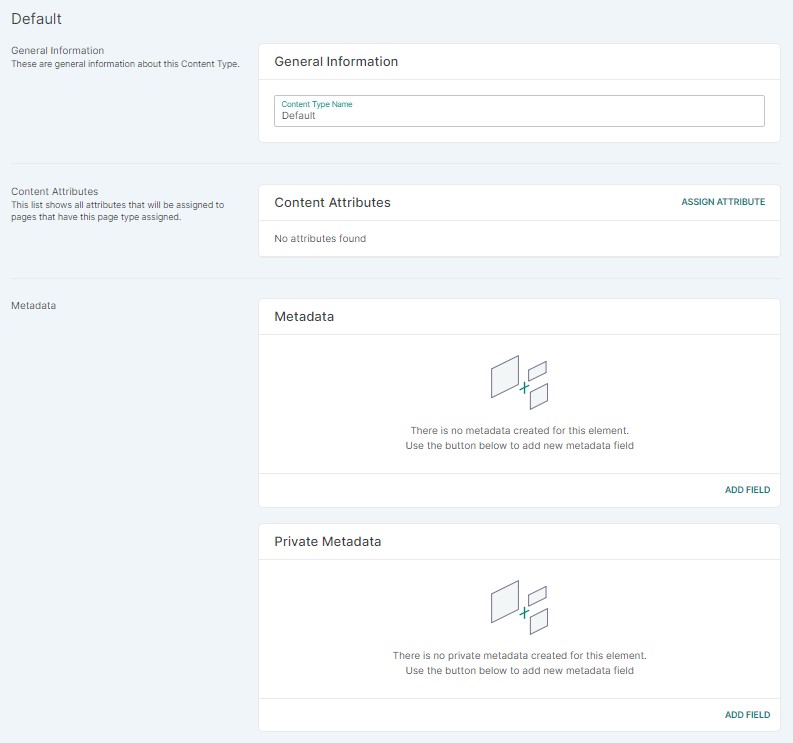 Default
General Information
These are general information about this Content Type.
General Information
Content Type Name
Default
Content Attributes
This list shows all attributes that will be assigned to
pages that have this page type assigned.
Content Attributes
ASSIGN ATTRIBUTE
No attributes found
Metadata
Metadata
There is no metadata created for this element.
Use the button below to add new metadata field
ADD FIELD
Private Metadata
There is no private metadata created for this element.
Use the button below to add new metadata field
ADD FIELD